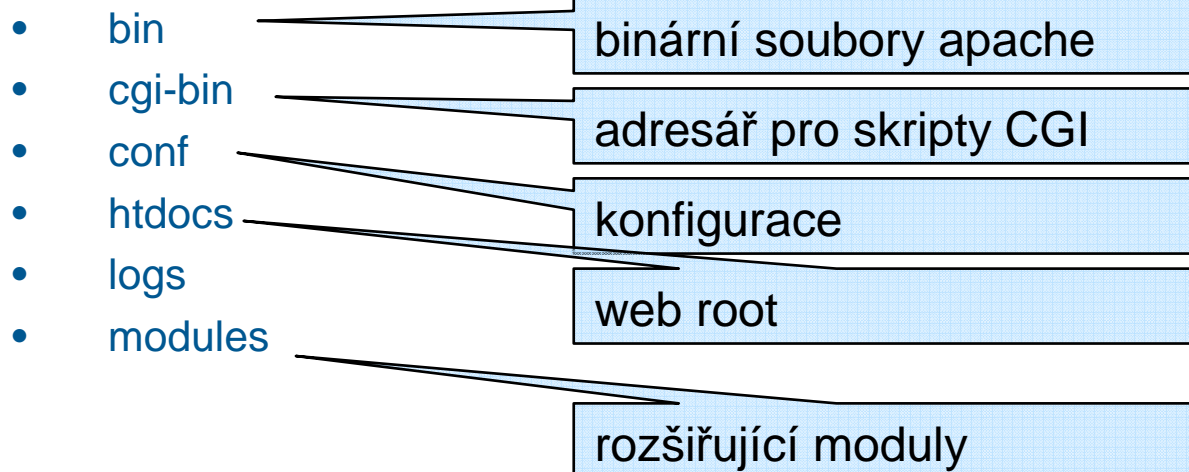 • bin
• cgi-bin
• conf
• htdocs
• logs
• modules
binární soubory apache
adresář pro skripty CGI
konfigurace
web root
rozšiřující moduly